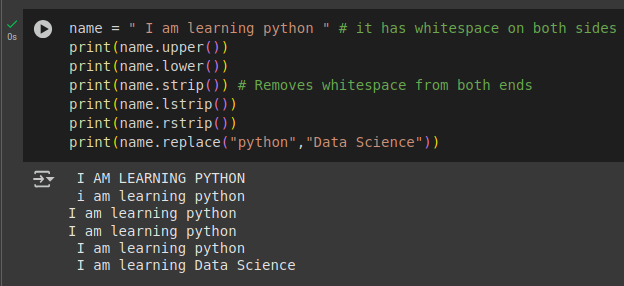 0s
name = " I am learning python " # it has whitespace on both sides
print(name.upper())
print(name.lower())
print(name.strip()) # Removes whitespace from both ends
print(name.lstrip())
print(name.rstrip())
print(name.replace("python","Data Science"))
 I AM LEARNING PYTHON
 i am learning python
I am learning python
I am learning python
 I am learning python
 I am learning Data Science